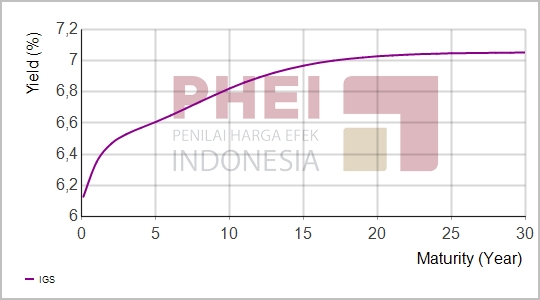 Yield (%)
7,2
7
6,8
6,6
6,4
6,2
6
PHEI
PENILAI HARGA EFEK
INDONESIA
0 5 10 15 20 25 30
Maturity (Year)
IGS